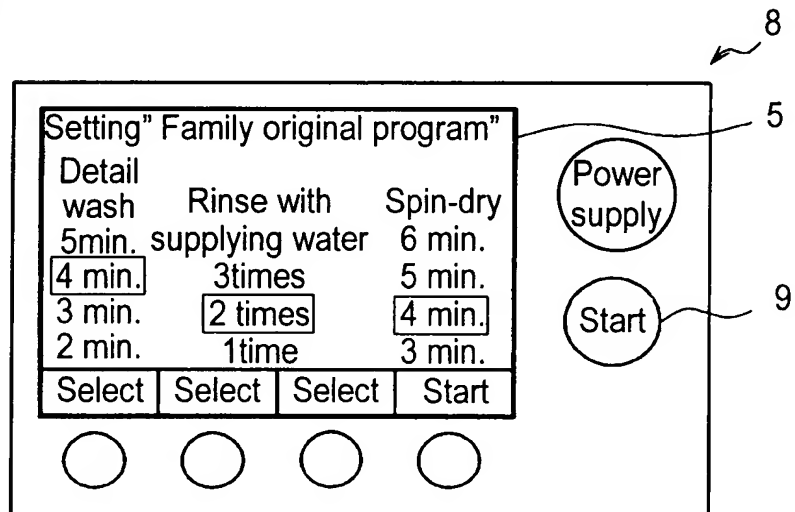 8
Setting” Family original program”
5
Detail
wash
5min.
4 min.
3 min.
2 min.
Rinse with
supplying water
3times
2 times
1time
Spin-dry
6 min.
5 min.
4 min.
3 min.
Select Select Select Start
Power
supply
Start
9